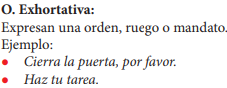 O. Exhortativa:
Expresan una orden, ruego o mandato.
Ejemplo:
● Cierra la puerta, por favor.
● Haz tu tarea.